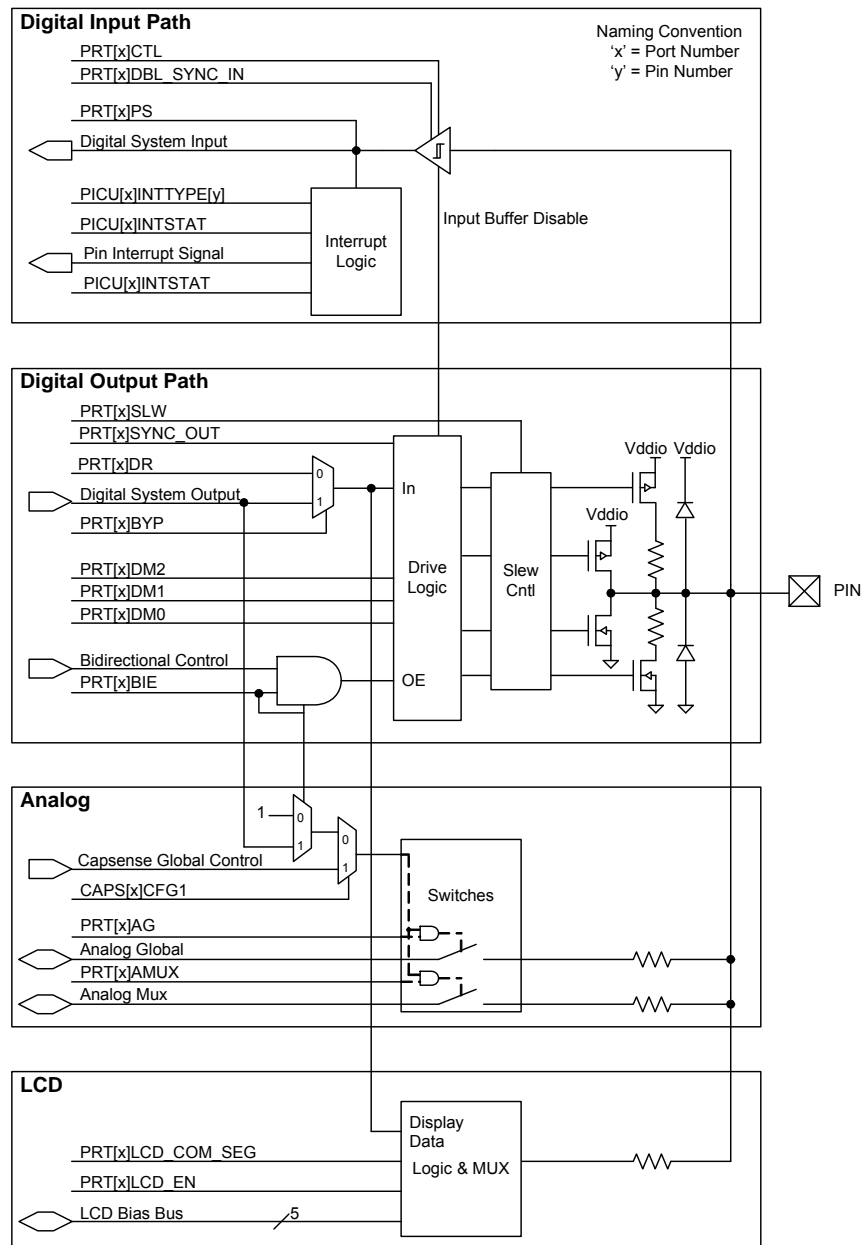 Digital Input Path
Naming Convention
‘x’ = Port Number
‘y’ = Pin Number
PRT[x]CTL
PRT[x]DBL_SYNC_IN
PRT[x]PS
Digital System Input
PICU[x]INTTYPE[y]
PICU[x]INTSTAT
Pin Interrupt Signal
PICU[x]INTSTAT
Interrupt
Logic
Input Buffer Disable
Digital Output Path
PRT[x]SLW
PRT[x]SYNC_OUT
PRT[x]DR
Digital System Output
PRT[x]BYP
0
1
PRT[x]DM2
PRT[x]DM1
PRT[x]DM0
Bidirectional Control
PRT[x]BIE
In
Drive
Logic
OE
Slew
Cntl
Vddio Vddio
Vddio
PIN
Analog
1
0
1
0
1
Capsense Global Control
CAPS[x]CFG1
PRT[x]AG
Analog Global
PRT[x]AMUX
Analog Mux
Switches
LCD
PRT[x]LCD_COM_SEG
PRT[x]LCD_EN
LCD Bias Bus
5
Display
Data
Logic & MUX